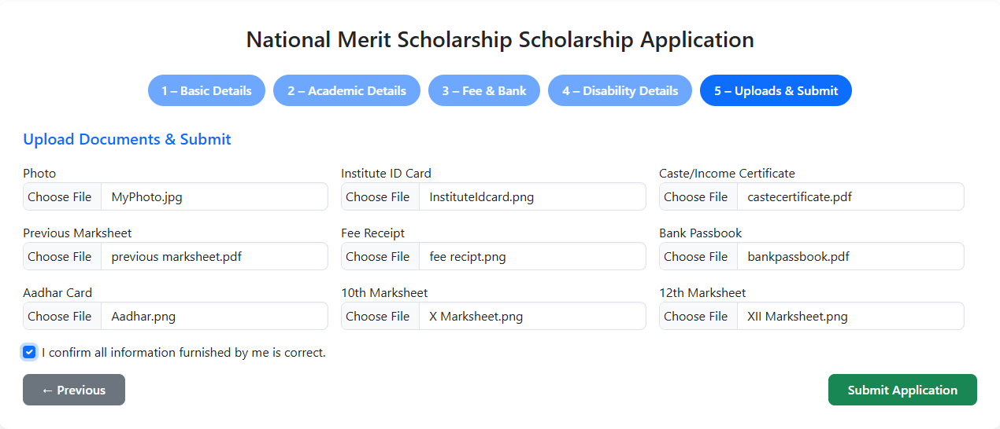 National Merit Scholarship Scholarship Application
1 – Basic Details
2 – Academic Details
3 – Fee & Bank
4 – Disability Details
5 – Uploads & Submit
Upload Documents & Submit
Photo
Choose File MyPhoto.jpg
Institute ID Card
Choose File InstituteIdcard.png
Caste/Income Certificate
Choose File castecertificate.pdf
Previous Marksheet
Choose File previous marksheet.pdf
Fee Receipt
Choose File fee recipt.png
Bank Passbook
Choose File bankpassbook.pdf
Aadhar Card
Choose File Aadhar.png
10th Marksheet
Choose File X Marksheet.png
12th Marksheet
Choose File XII Marksheet.png
I confirm all information furnished by me is correct.
← Previous
Submit Application